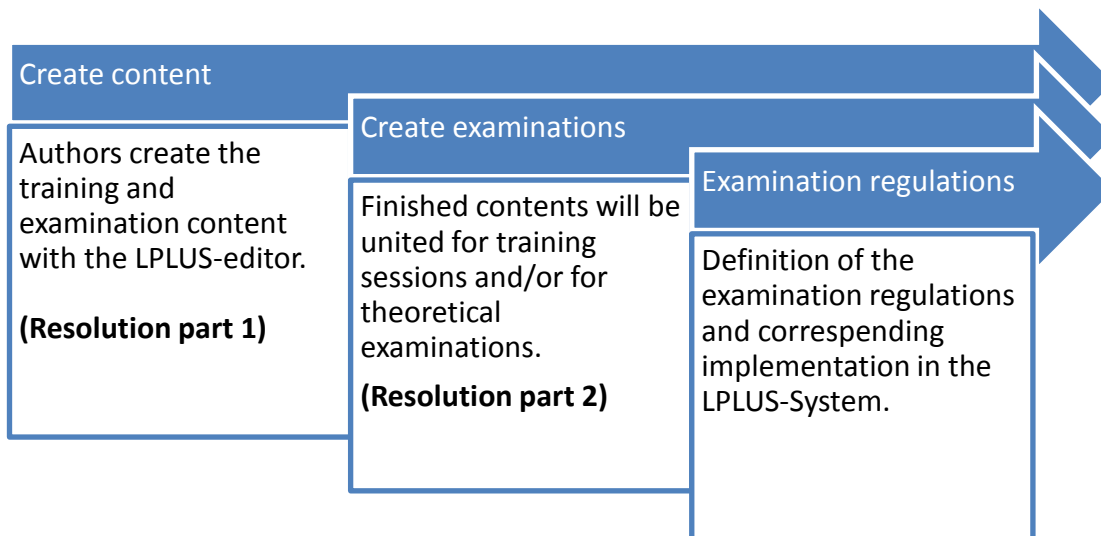 Create content
Authors create the
training and
examination content
with the LPLUS-editor.
(Resolution part 1)
Create examinations
Finished contents will be
united for training
sessions and/or for
theoretical
examinations.
(Resolution part 2)
Examination regulations
Definition of the
examination regulations
and correspending
implementation in the
LPLUS-System.